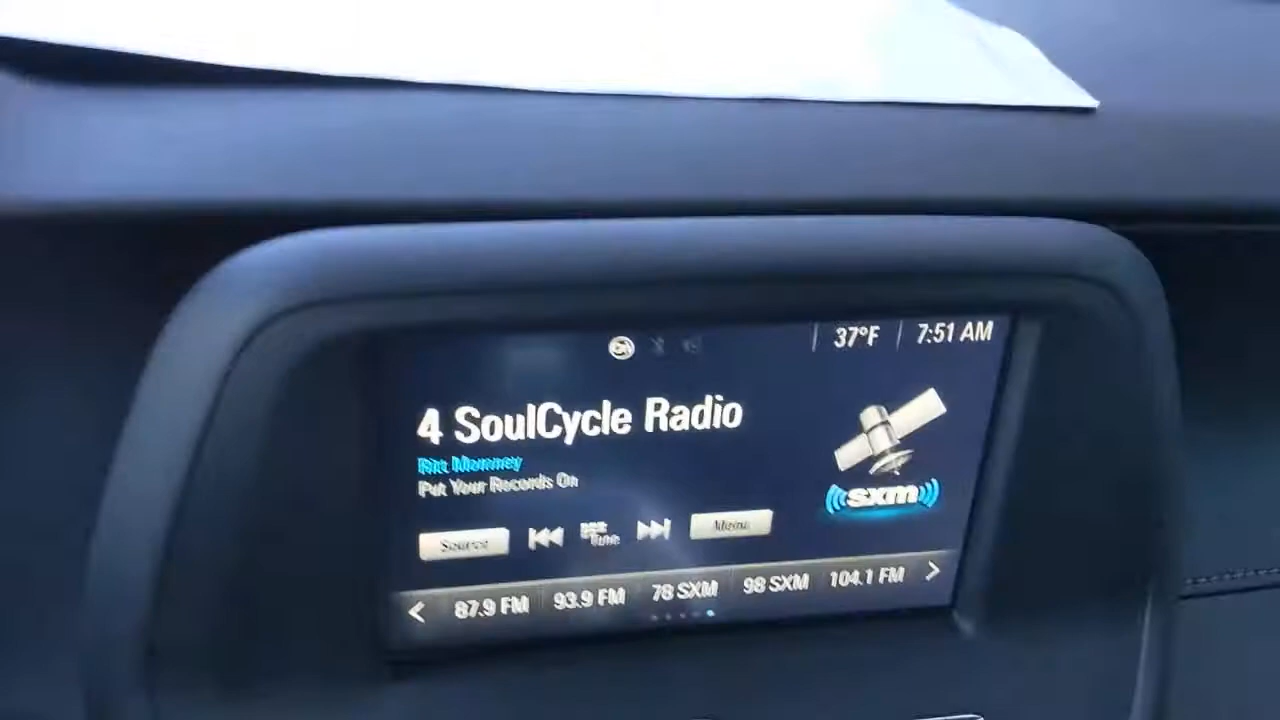 37°F 7:51 AM
4 SoulCycle Radio
Put Your Records On
sxm
Source Tune Menu
87.9 FM 93.9 FM 78 SXM 98 SXM 104.1 FM